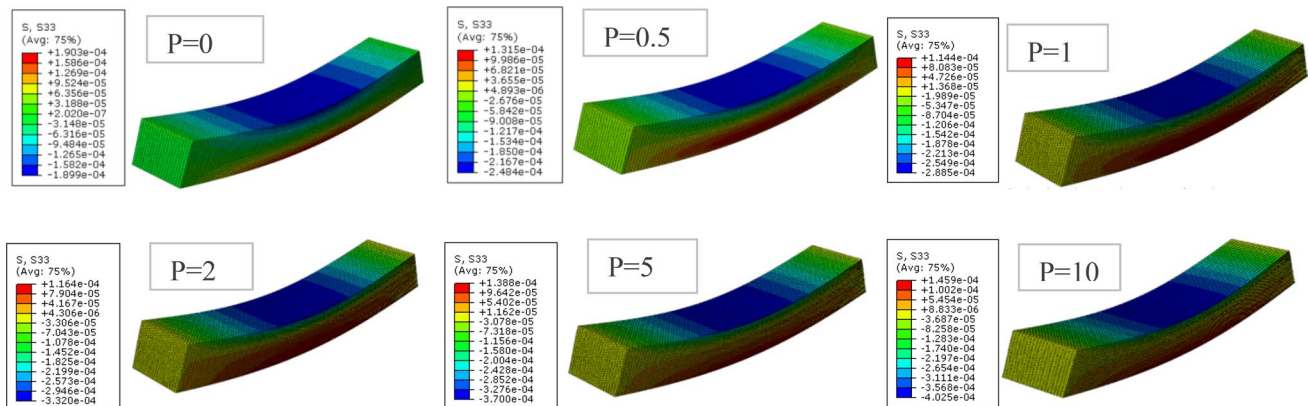 S, S33
(Avg: 75%)
+1.903e-04
+1.586e-04
+1.269e-04
+9.524e-05
+6.356e-05
+3.188e-05
+2.020e-07
-3.148e-05
-6.316e-05
-9.484e-05
-1.265e-04
-1.582e-04
-1.899e-04
P=0
S, S33
(Avg: 75%)
+1.315e-04
+9.986e-05
+6.821e-05
+3.655e-05
+4.893e-06
-2.676e-05
-5.842e-05
-9.008e-05
-1.217e-04
-1.534e-04
-1.850e-04
-2.167e-04
-2.484e-04
P=0.5
S, S33
(Avg: 75%)
+1.144e-04
+8.083e-05
+4.726e-05
+1.368e-05
-1.989e-05
-5.347e-05
-8.704e-05
-1.206e-04
-1.542e-04
-1.878e-04
-2.213e-04
-2.549e-04
-2.885e-04
P=1
S, S33
(Avg: 75%)
+1.164e-04
+7.904e-05
+4.167e-05
+4.306e-06
-3.306e-05
-7.043e-05
-1.078e-04
-1.452e-04
-1.825e-04
-2.199e-04
-2.573e-04
-2.946e-04
-3.320e-04
P=2
S, S33
(Avg: 75%)
+1.388e-04
+9.642e-05
+5.402e-05
+1.162e-05
-3.078e-05
-7.318e-05
-1.156e-04
-1.580e-04
-2.004e-04
-2.428e-04
-2.852e-04
-3.276e-04
-3.700e-04
P=5
S, S33
(Avg: 75%)
+1.459e-04
+1.002e-04
+5.454e-05
+8.833e-06
-3.687e-05
-8.258e-05
-1.283e-04
-1.740e-04
-2.197e-04
-2.654e-04
-3.111e-04
-3.568e-04
-4.025e-04
P=10